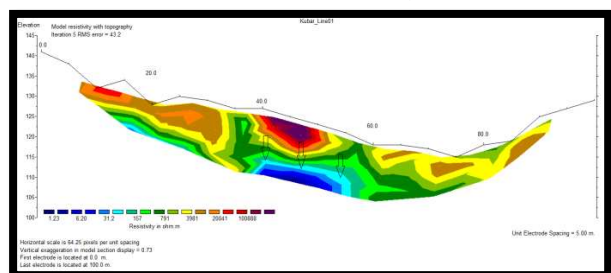 Kubar_Line01
Elevation
Model resistivity with topography
Iteration 5 RMS error = 43.2
145
140
135
130
125
120
115
110
105
100
0.0
20.0
40.0
60.0
80.0
1.23 6.20 31.2 157 791 3981 20041 100888
Resistivity in ohm.m
Unit Electrode Spacing = 5.00 m.
Horizontal scale is 64.25 pixels per unit spacing
Vertical exaggeration in model section display = 0.73
First electrode is located at 0.0 m.
Last electrode is located at 100.0 m.